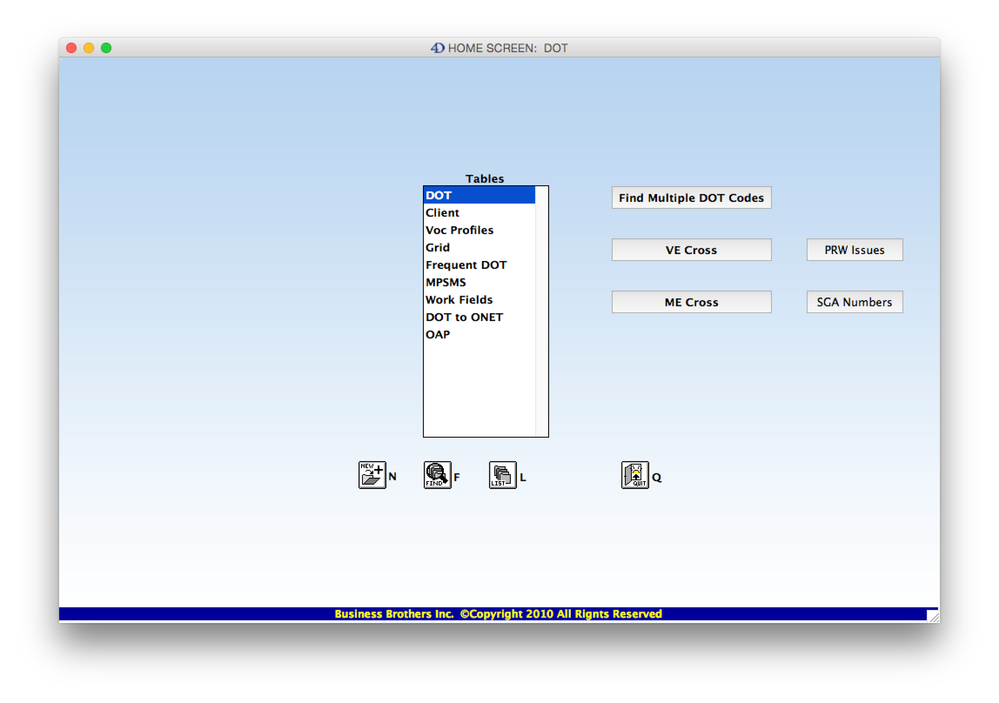 4D HOME SCREEN: DOT
Tables
DOT
Client
Voc Profiles
Grid
Frequent DOT
MPSMS
Work Fields
DOT to ONET
OAP
Find Multiple DOT Codes
VE Cross
PRW Issues
ME Cross
SGA Numbers
NEW N
FIND F
LIST L
QUIT Q
Business Brothers Inc. ©Copyright 2010 All Rignts Reserved